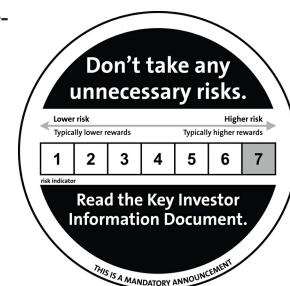 -
Don’t take any
unnecessary risks.
Lower risk Higher risk
Typically lower rewards Typically higher rewards
1 2 3 4 5 6 7
risk indicator
Read the Key Investor
Information Document.
THIS IS A MANDATORY ANNOUNCEMENT